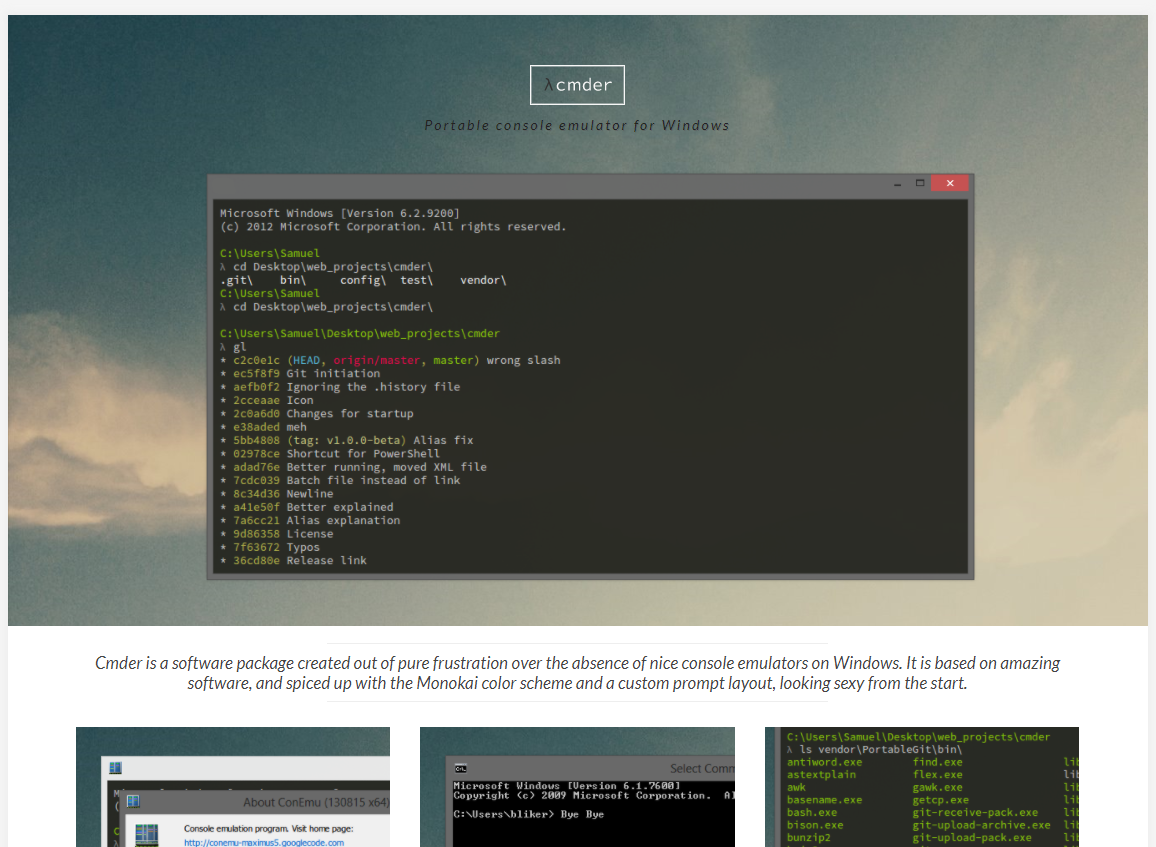 λcmder
Portable console emulator for Windows
Microsoft Windows [Version 6.2.9200]
(c) 2012 Microsoft Corporation. All rights reserved.
C:\Users\Samuel
λ cd Desktop\web_projects\cmder\
.git\ bin\ config\ test\ vendor\
C:\Users\Samuel
λ cd Desktop\web_projects\cmder\
C:\Users\Samuel\Desktop\web_projects\cmder
λ gl
* c2c0e1c (HEAD, origin/master, master) wrong slash
* ec5f8f9 Git initiation
* aefb0f2 Ignoring the .history file
* 2cceaae Icon
* 2c0a6d0 Changes for startup
* e38aded meh
* 5bb4808 (tag: v1.0.0-beta) Alias fix
* 02978ce Shortcut for PowerShell
* adad76e Better running, moved XML file
* 7cdc039 Batch file instead of link
* 8c34d36 Newline
* a41e50f Better explained
* 7a6cc21 Alias explanation
* 9d86358 License
* 7f63672 Typos
* 36cd80e Release link
Cmder is a software package created out of pure frustration over the absence of nice console emulators on Windows. It is based on amazing
software, and spiced up with the Monokai color scheme and a custom prompt layout, looking sexy from the start.
About ConEmu (130815 x64)
Console emulation program. Visit home page:
http://conemu-maximus5.googlecode.com
Select Comm
Microsoft Windows [Version 6.1.7600]
Copyright (c) 2009 Microsoft Corporation. Al
C:\Users\bliker> Bye Bye
C:\Users\Samuel\Desktop\web_projects\cmder
λ ls vendor\PortableGit\bin\
antiword.exe find.exe lib
astextplain flex.exe lib
awk gawk.exe lib
basename.exe getcp.exe lib
bash.exe git-receive-pack.exe lib
bison.exe git-upload-archive.exe lib
bunzip2 git-upload-pack.exe lib